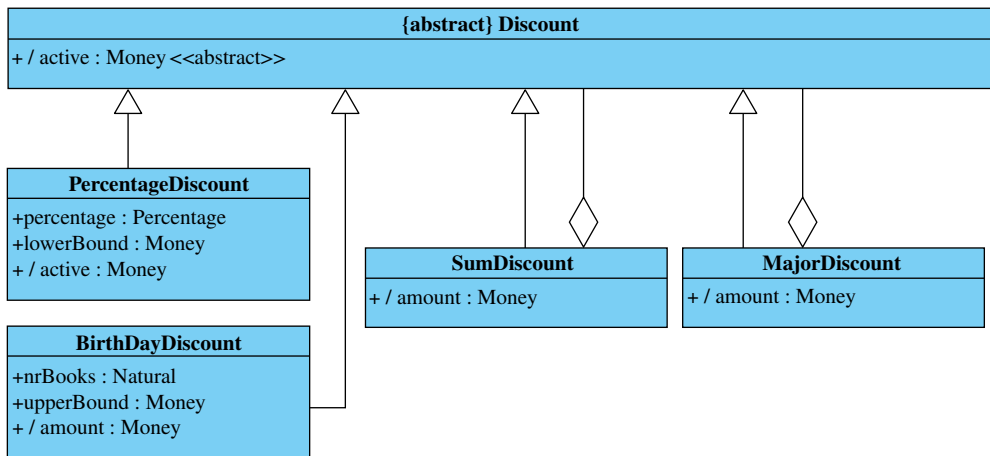 {abstract} Discount
+ / active : Money <<abstract>>
PercentageDiscount
+percentage : Percentage
+lowerBound : Money
+ / active : Money
SumDiscount
+ / amount : Money
MajorDiscount
+ / amount : Money
BirthDayDiscount
+nrBooks : Natural
+upperBound : Money
+ / amount : Money